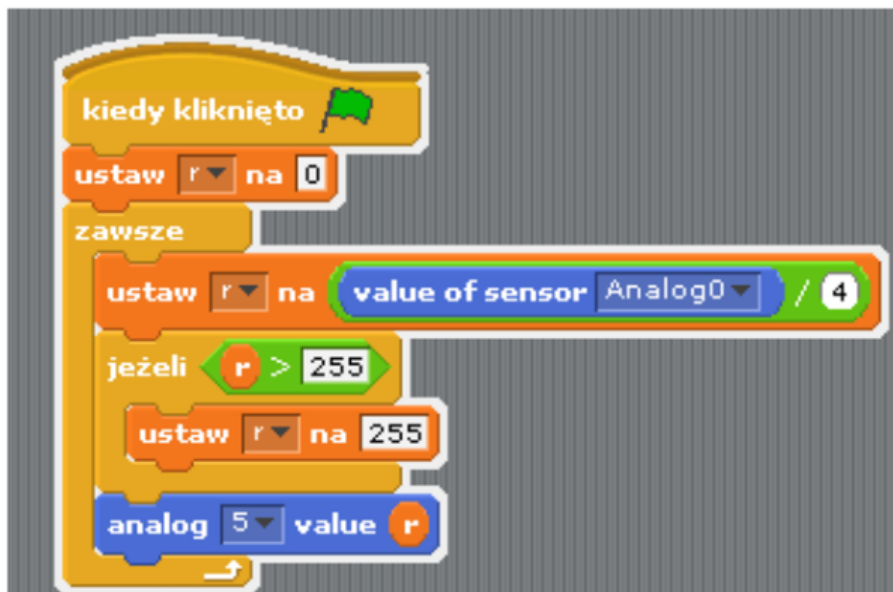 kiedy kliknięto
ustaw r na 0
zawsze
ustaw r na value of sensor Analog0 / 4
jeżeli r > 255
ustaw r na 255
analog 5 value r